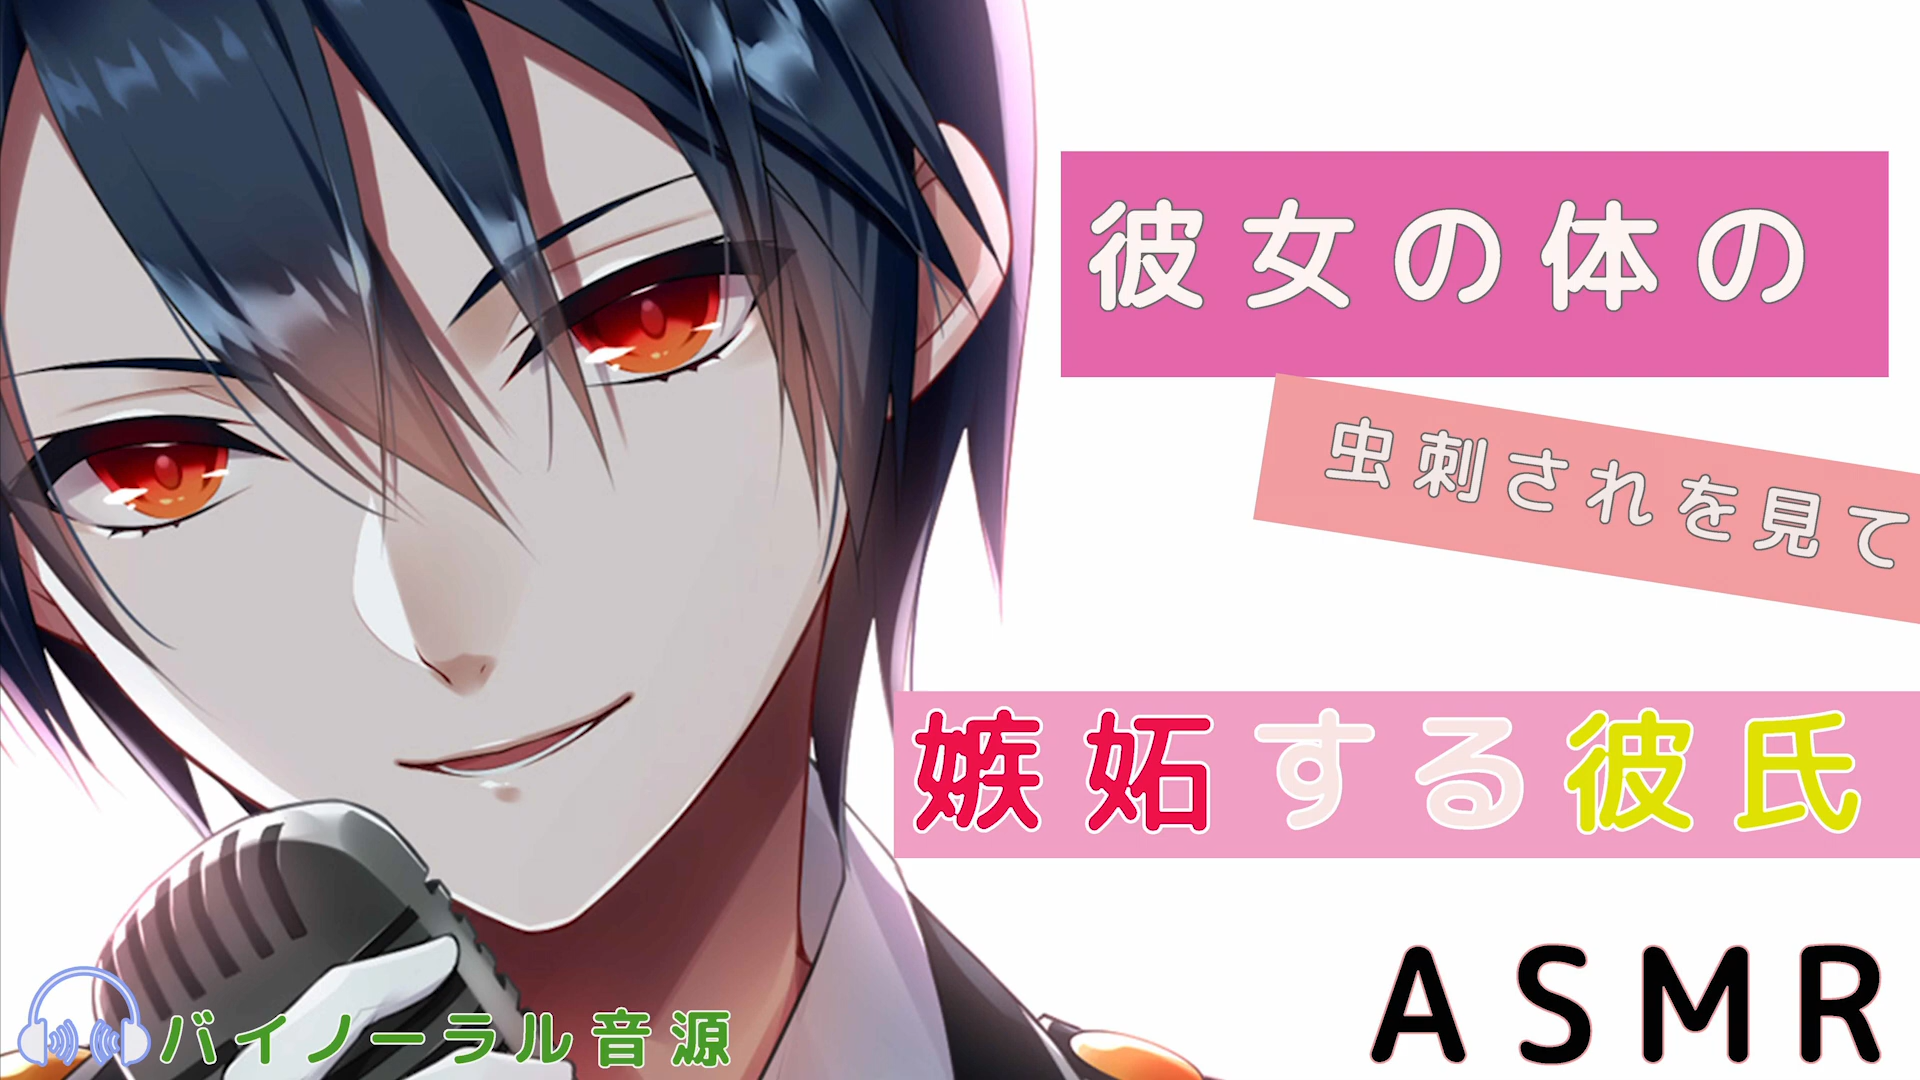 彼女の体の
虫刺されを見て
嫉妬する彼氏
ASMR
バイノーラル音源